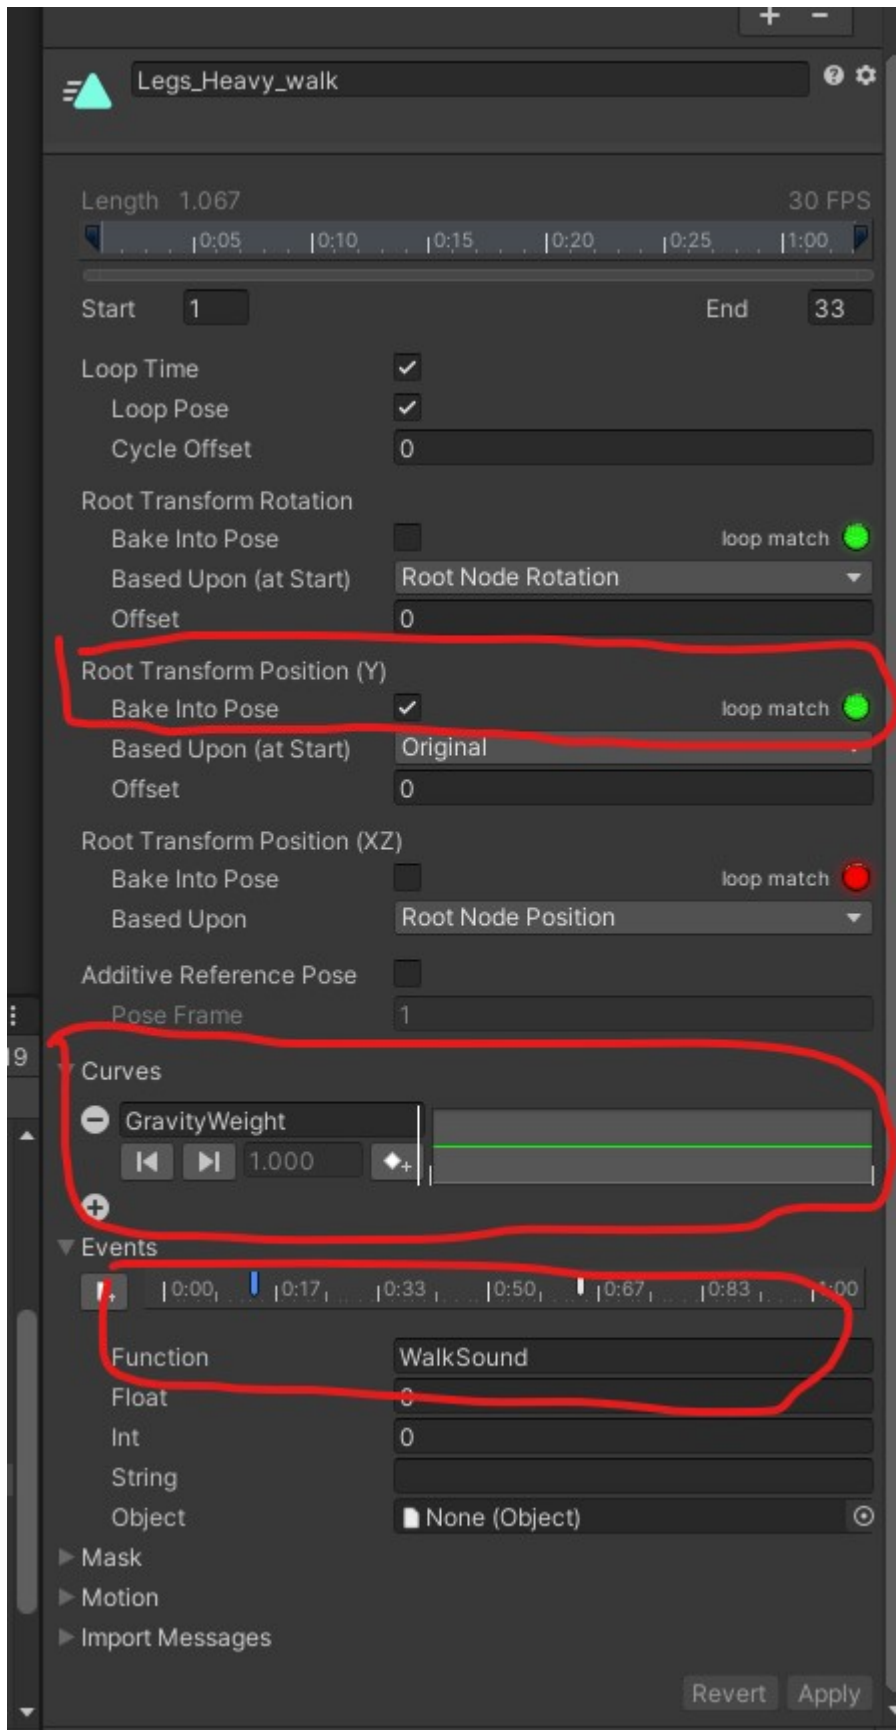 + -
Legs_Heavy_walk
Length 1.067 30 FPS
0:05 0:10 0:15 0:20 0:25 1:00
Start 1 End 33
Loop Time
Loop Pose
Cycle Offset 0
Root Transform Rotation
Bake Into Pose loop match
Based Upon (at Start) Root Node Rotation
Offset 0
Root Transform Position (Y)
Bake Into Pose loop match
Based Upon (at Start) Original
Offset 0
Root Transform Position (XZ)
Bake Into Pose loop match
Based Upon Root Node Position
Additive Reference Pose
Pose Frame 1
19
Curves
GravityWeight
1.000
Events
0:00 0:17 0:33 0:50 0:67 0:83 1:00
Function WalkSound
Float 0
Int 0
String
Object None (Object)
Mask
Motion
Import Messages
Revert Apply